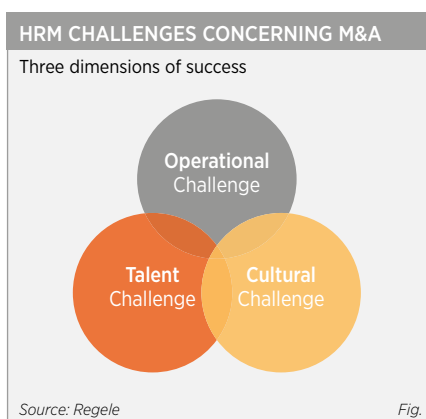 HRM CHALLENGES CONCERNING M&A
Three dimensions of success
Operational
Challenge
Talent
Challenge
Cultural
Challenge
Source: Regele
Fig.